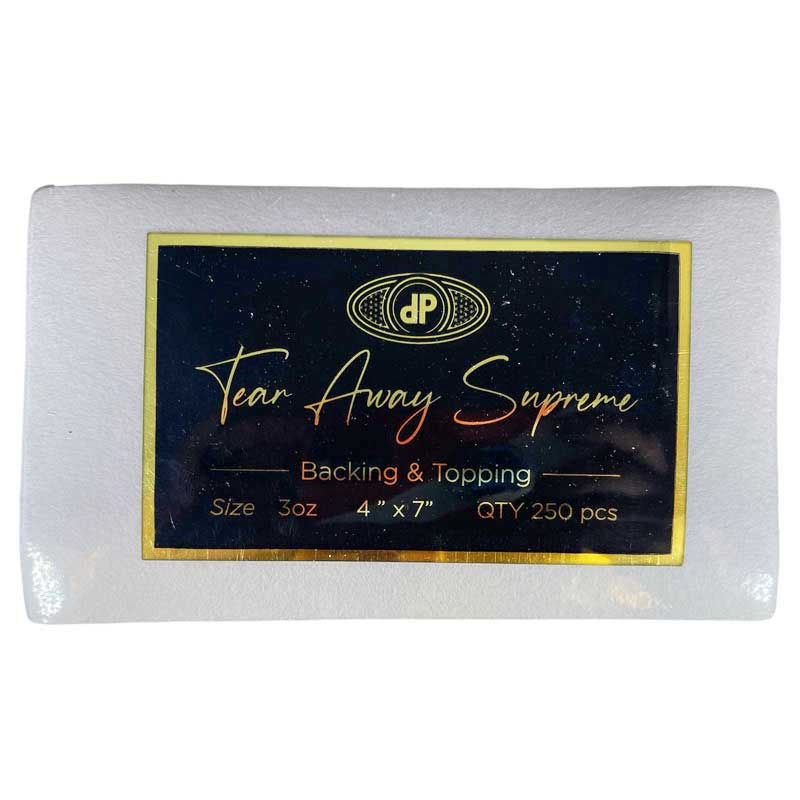 dP
Tear Away Supreme
Backing & Topping
Size 3oz 4" x 7" QTY 250 pcs